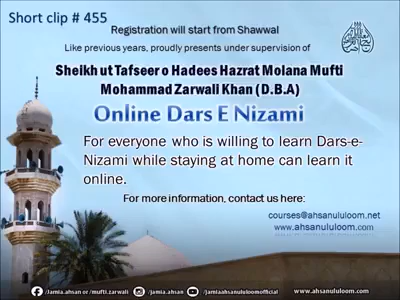 Short clip # 455
Registration will start from Shawwal
Like previous years, proudly presents under supervision of
Sheikh ut Tafseer o Hadees Hazrat Molana Mufti
Mohammad Zarwali Khan (D.B.A)
Online Dars E Nizami
For everyone who is willing to learn Dars-e-
Nizami while staying at home can learn it
online.
For more information, contact us here:
courses@ahsanululoom.net
www.ahsanululoom.com
/jamia.ahsan or /mufti.zarwali
/jamia.ahsan
/jamiaahsanululoomofficial
www.ahsanululoom.com